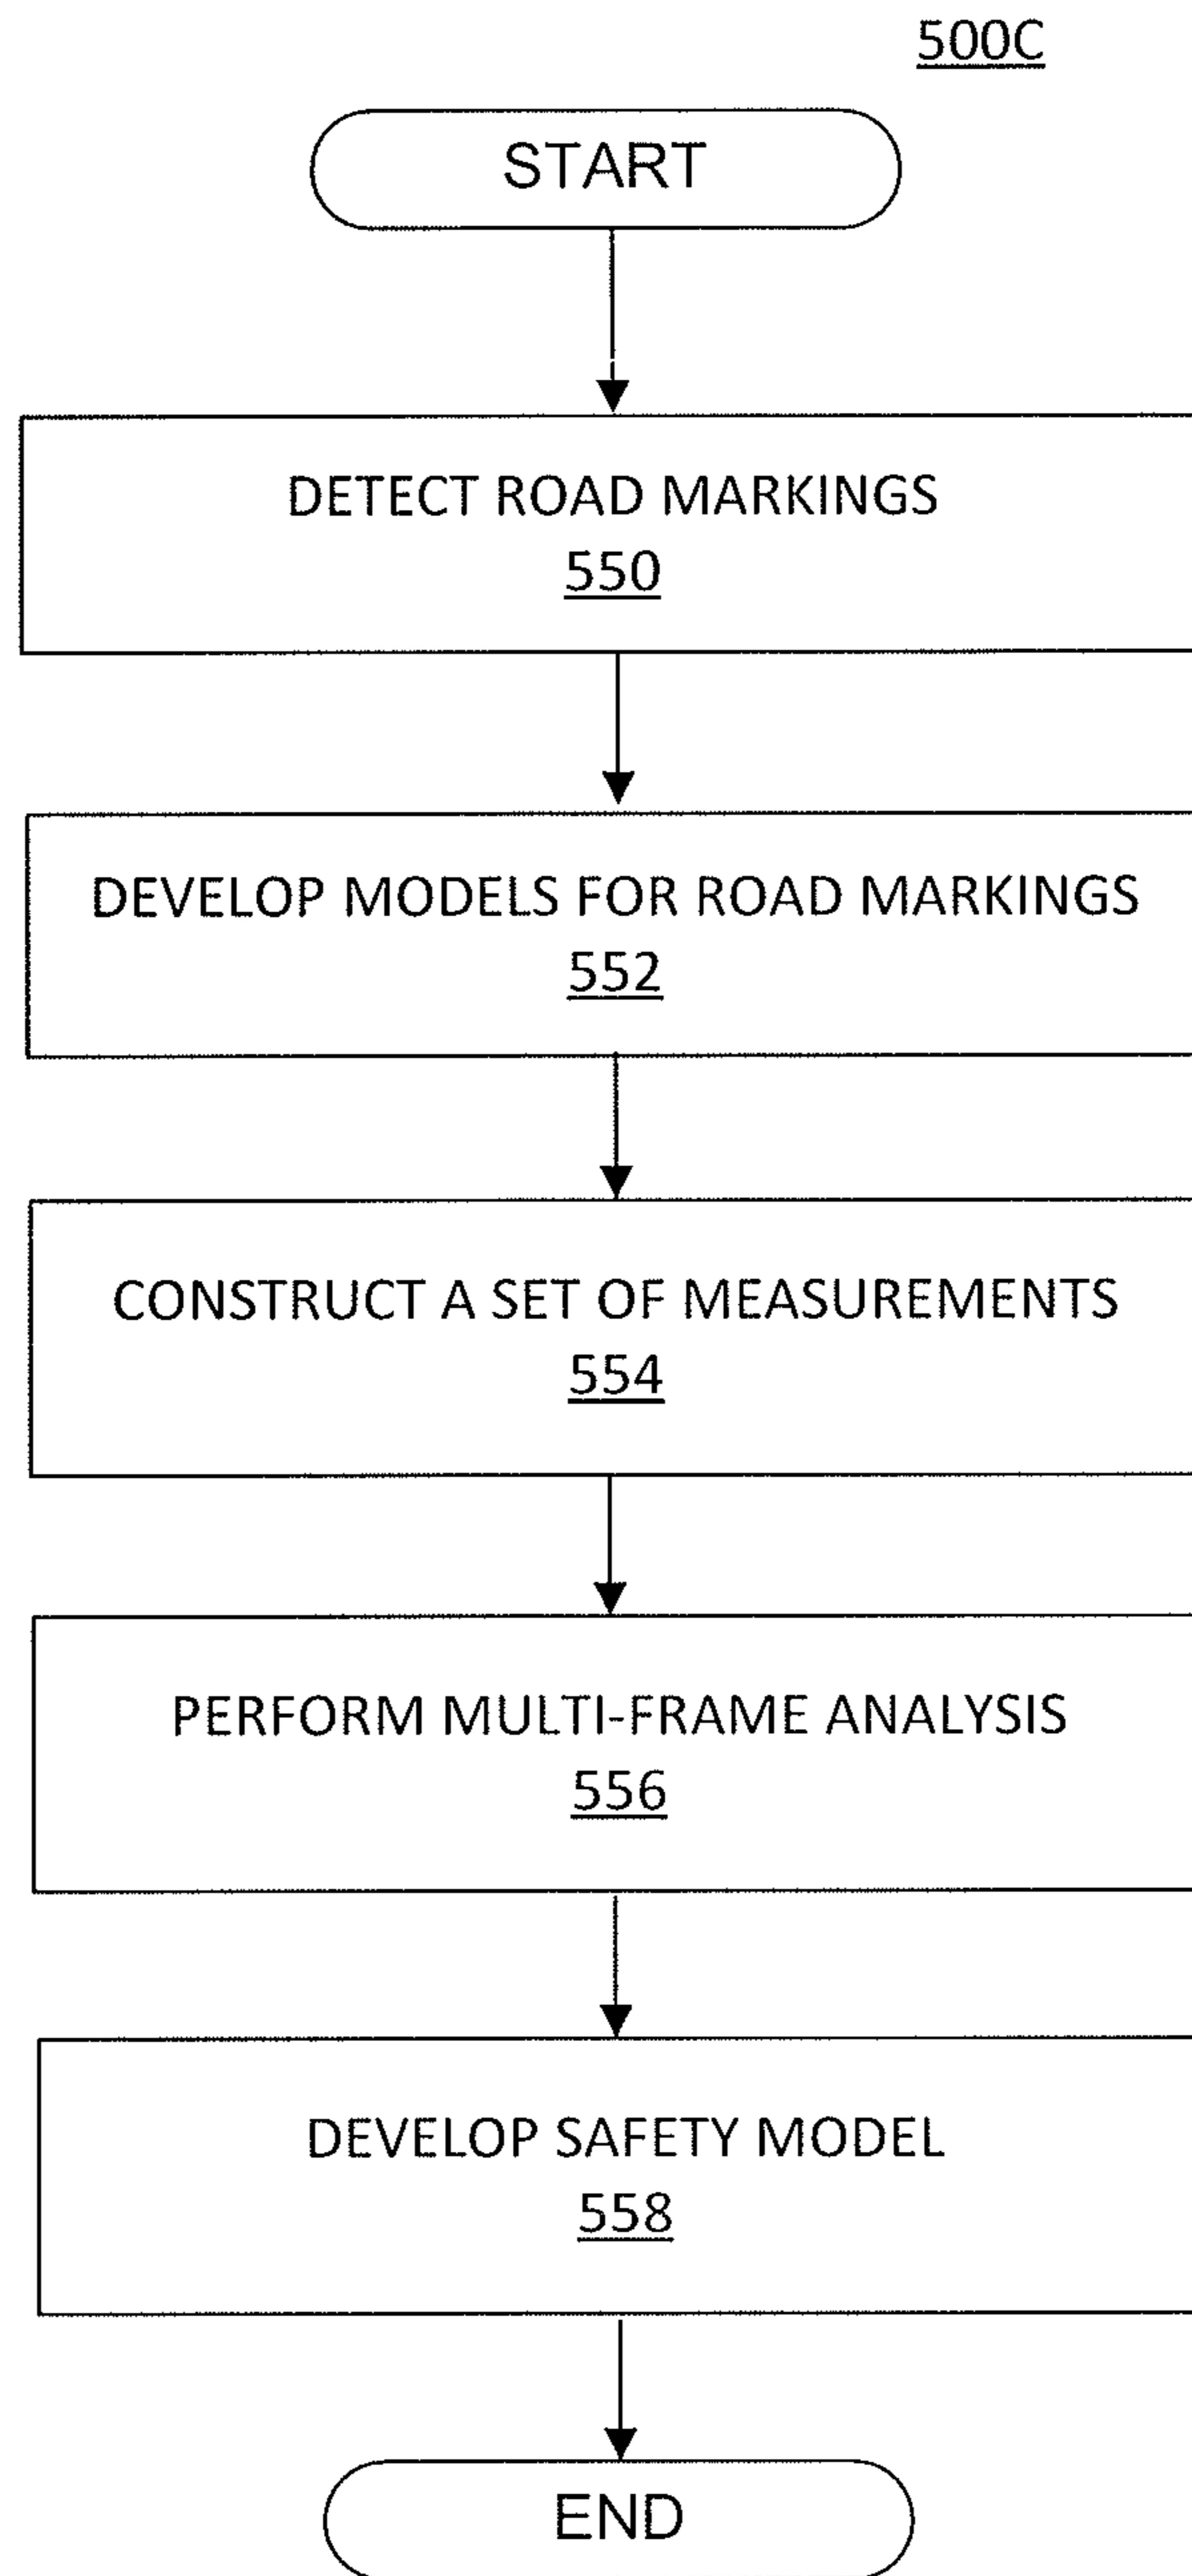 500C
START
DETECT ROAD MARKINGS
550
DEVELOP MODELS FOR ROAD MARKINGS
552
CONSTRUCT A SET OF MEASUREMENTS
554
PERFORM MULTI-FRAME ANALYSIS
556
DEVELOP SAFETY MODEL
558
END